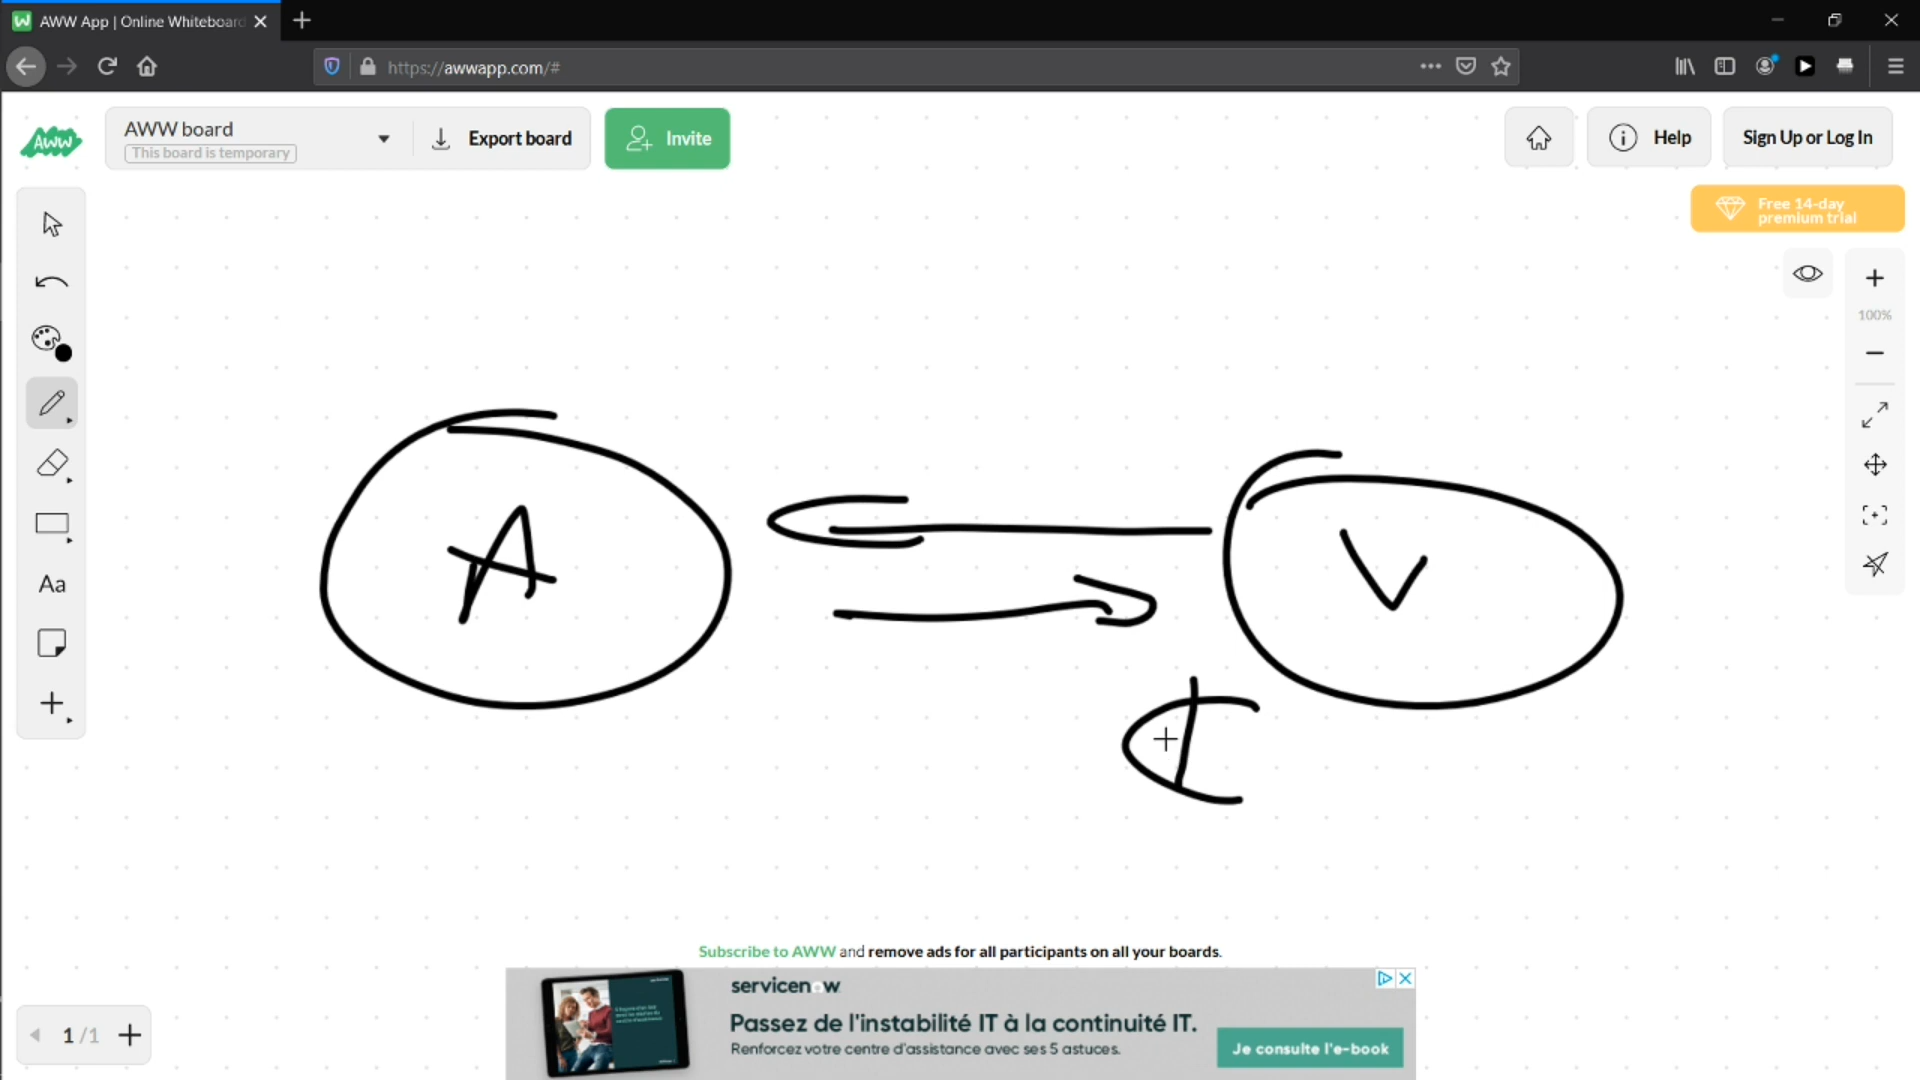 AWW App | Online Whiteboard
https://awwapp.com/#
AWW
AWW board
This board is temporary
Export board
Invite
Help
Sign Up or Log In
Free 14-day
premium trial
100%
Aa
A
V
Subscribe to AWW and remove ads for all participants on all your boards.
servicenow
Passez de l'instabilité IT à la continuité IT.
Renforcez votre centre d'assistance avec ses 5 astuces.
Je consulte l'e-book
1 /1